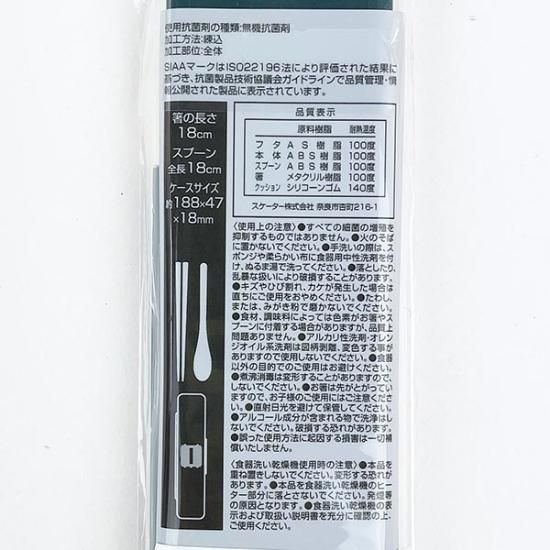 使用抗菌剤の種類:無機抗菌剤
加工方法:練込
加工部位:全体
SIAAマークはISO22196法により評価された結果に
基づき、抗菌製品技術協議会ガイドラインで品質管理・情
報公開された製品に表示されています。
箸の長さ
18cm
スプーン
全長18cm
ケースサイズ
約188×47
×18mm
品質表示
原料樹脂 耐熱温度
フタ AS樹脂 100度
本体 ABS樹脂 100度
スプーン ABS樹脂 100度
箸 メタクリル樹脂 100度
クッション シリコーンゴム 140度
スケーター株式会社 奈良市杏町216-1
〈使用上の注意〉●すべての細菌の増殖を
抑制するものではありません。●火のそば
に置かないでください。●手洗いの際は、ス
ポンジや柔らかい布に食器用中性洗剤を付
け、ぬるま湯で洗ってください。●落としたり、
乱暴な扱いにより破損することがあります。
●キズやひび割れ、カケが発生した場合は
直ちにご使用をおやめください。●たわし、
または、みがき粉で磨かないでください。
●食材、調味料によっては色素がお箸やス
プーンに付着する場合がありますが、品質上
問題ありません。●アルカリ性洗剤・オレン
ジオイル系洗剤は図柄剥離、変色する事が
ありますので使用しないでください。●食器
以外の目的でのご使用はお避けください。
●煮沸消毒は変形することがありますので、
しないでください。●お箸は先がとがってい
ますので、お子様のご使用にはご注意くださ
い。●直射日光を避けて保管してください。
●アルコール成分が含まれる物で洗浄はし
ないでください。破損する恐れがあります。
●誤った使用方法に起因する損害は一切補
償いたしません。
〈食器洗い乾燥機使用時の注意〉●本品を
重ね置きしないでください。変形する恐れが
あります。●本品を食器洗い乾燥機のヒー
ター部分に落とさないでください。発煙等
の原因となります。●食器洗い乾燥機の表
示および取扱い説明書を充分に確認の上、
ご使用ください。